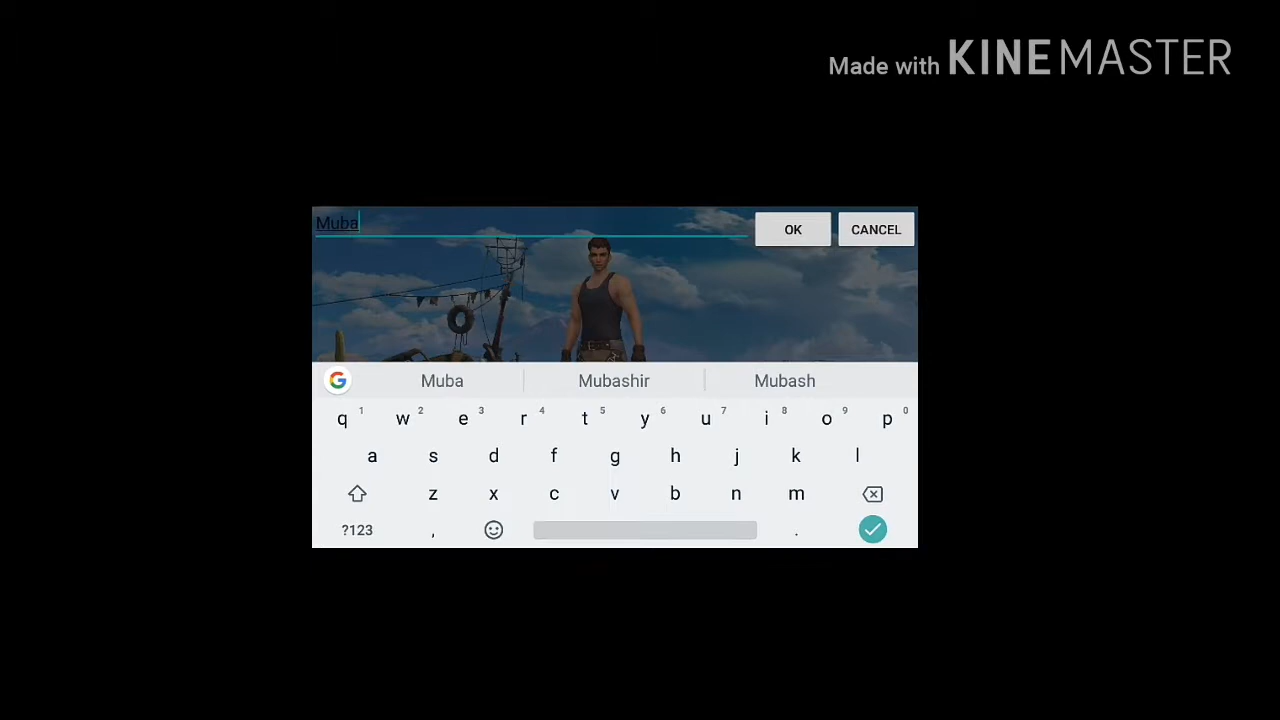 Made with KINEMASTER
Muba
OK CANCEL
Muba Mubashir Mubash
q 1 w 2 e 3 r 4 t 5 y 6 u 7 i 8 o 9 p 0
a s d f g h j k l
z x c v b n m
?123 , .